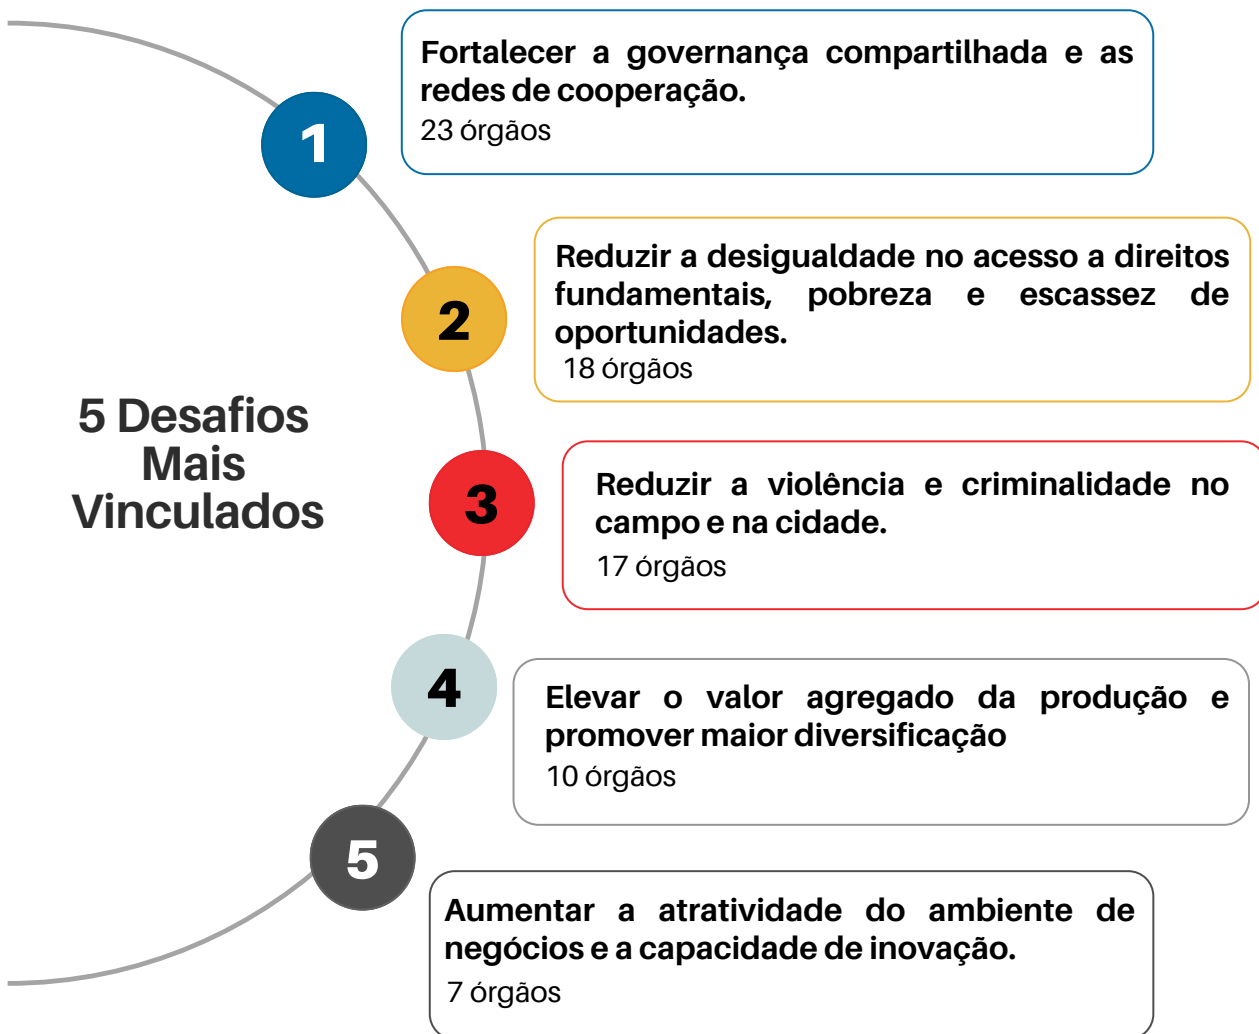 5 Desafios
Mais
Vinculados
1
Fortalecer a governança compartilhada e as
redes de cooperação.
23 órgãos
2
Reduzir a desigualdade no acesso a direitos
fundamentais, pobreza e escassez de
oportunidades.
18 órgãos
3
Reduzir a violência e criminalidade no
campo e na cidade.
17 órgãos
4
Elevar o valor agregado da produção e
promover maior diversificação
10 órgãos
5
Aumentar a atratividade do ambiente de
negócios e a capacidade de inovação.
7 órgãos